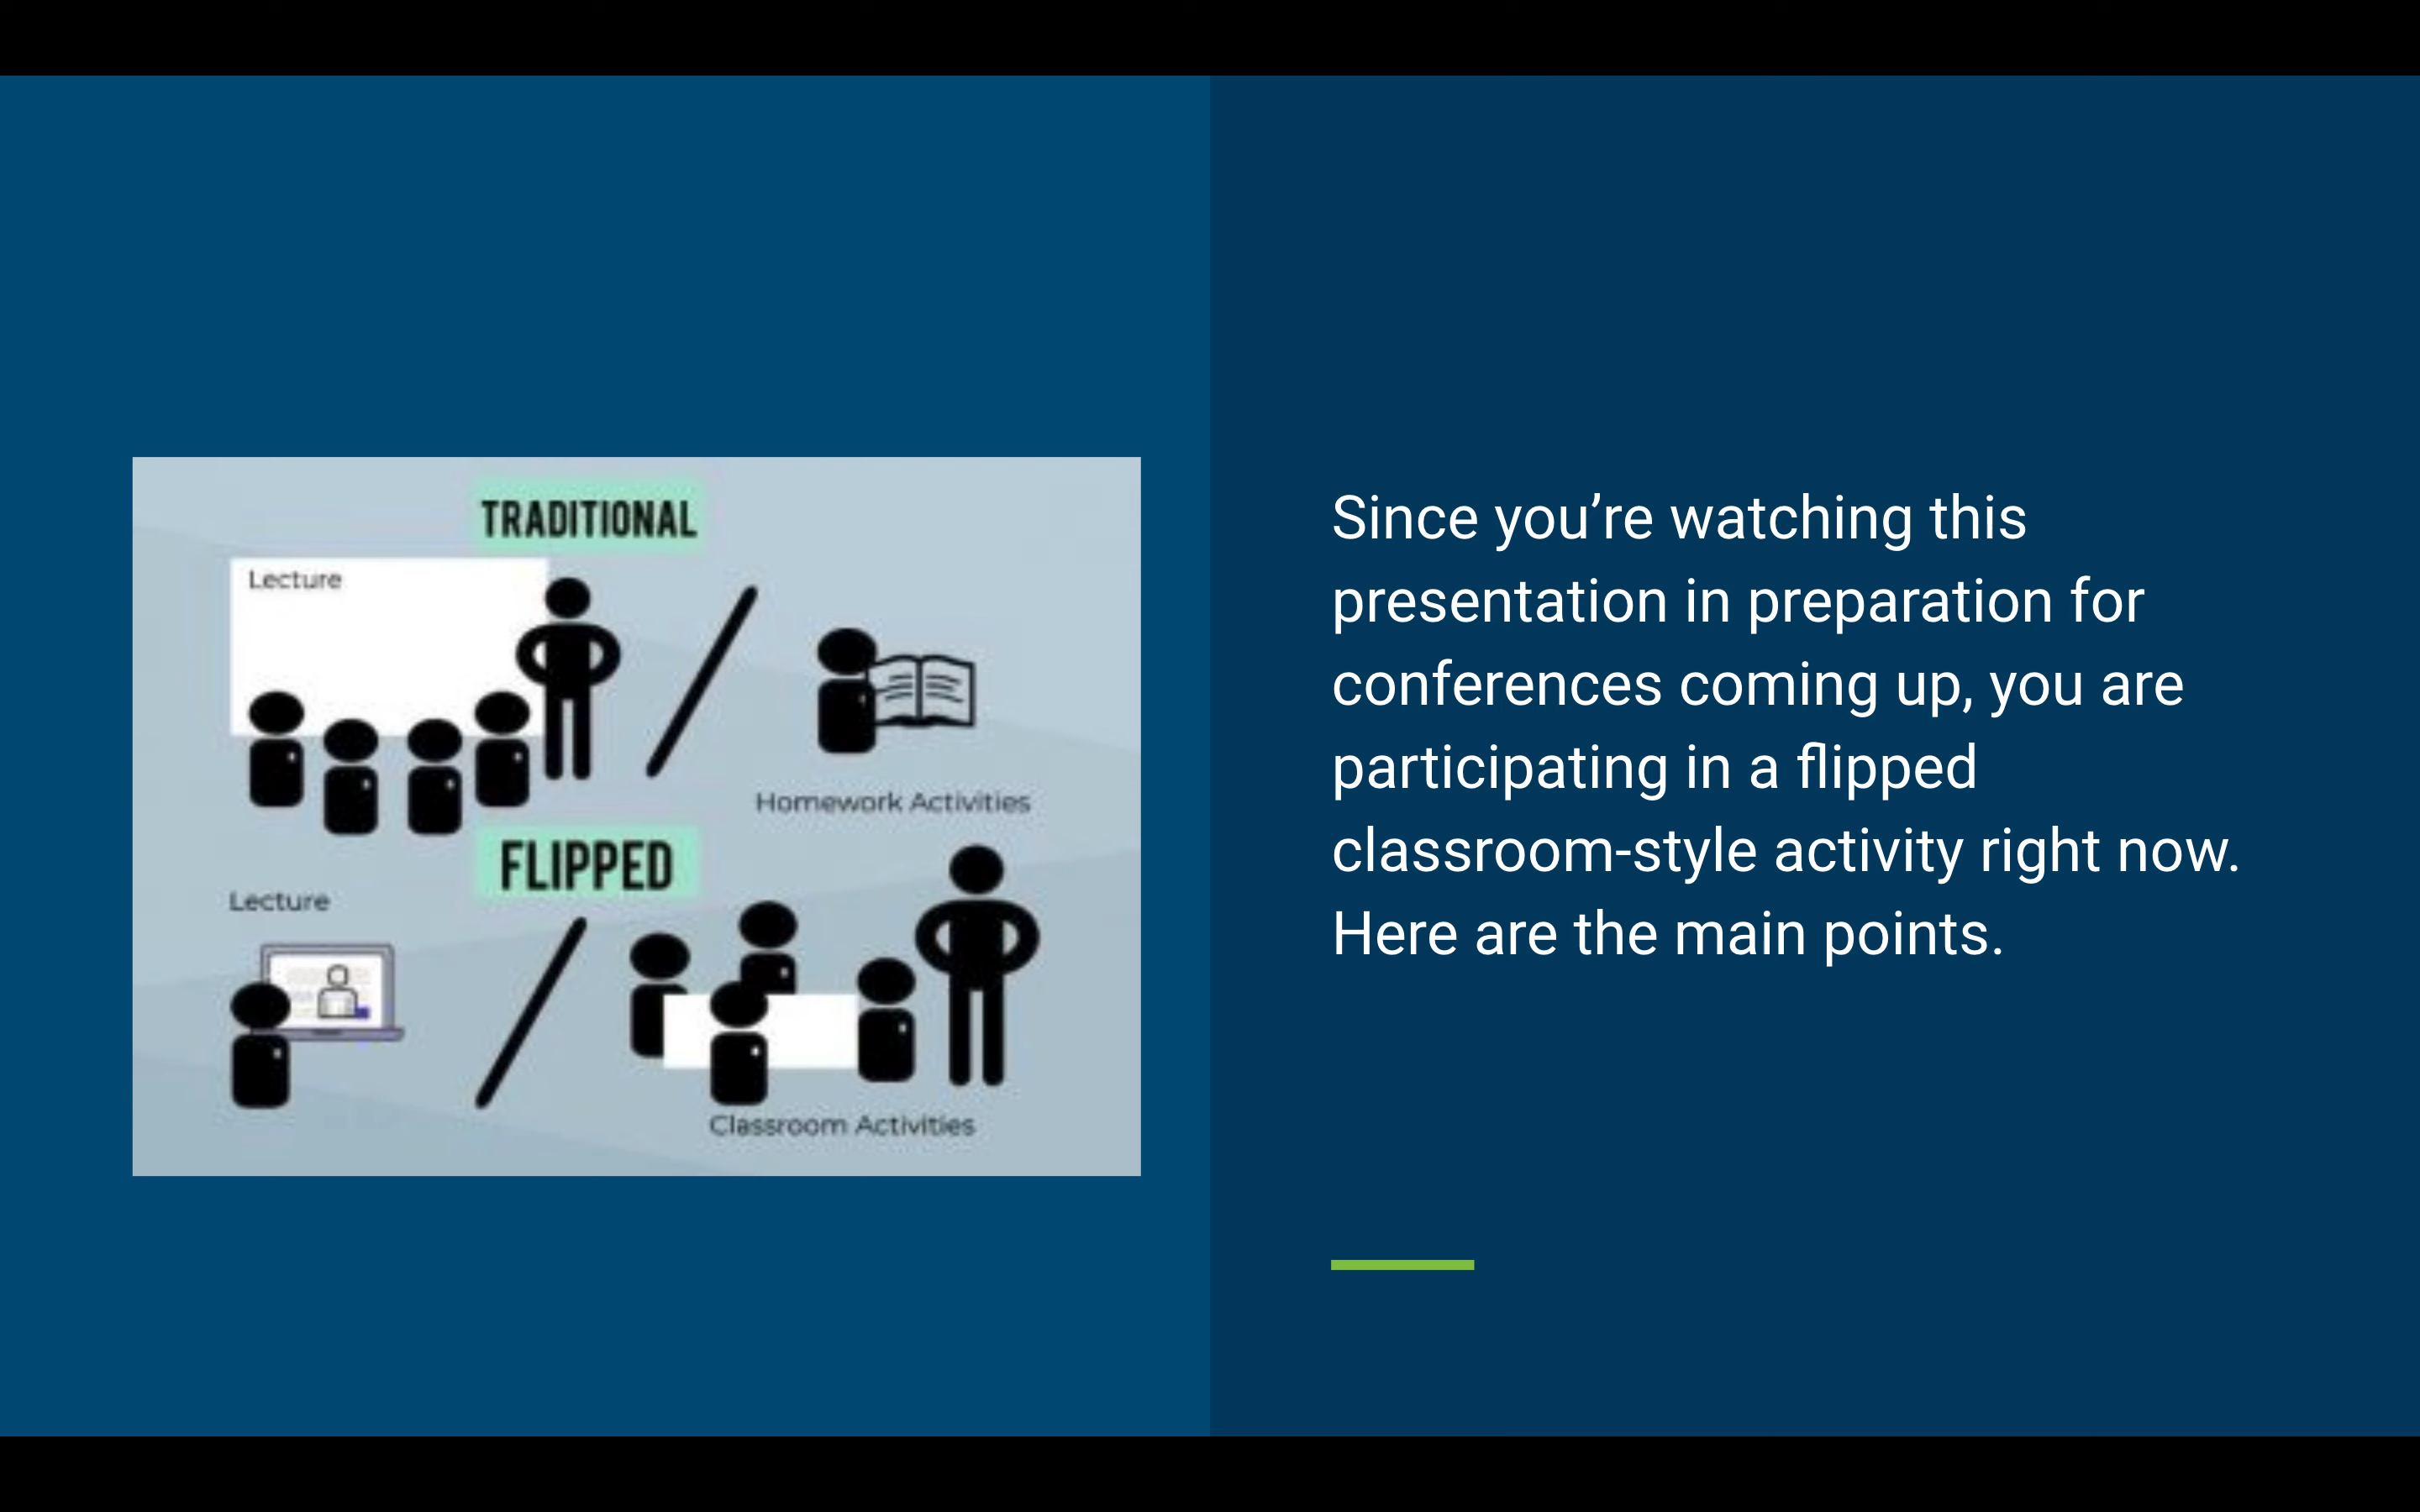 TRADITIONAL
Lecture
Homework Activities
FLIPPED
Lecture
Classroom Activities
Since you’re watching this
presentation in preparation for
conferences coming up, you are
participating in a flipped
classroom-style activity right now.
Here are the main points.